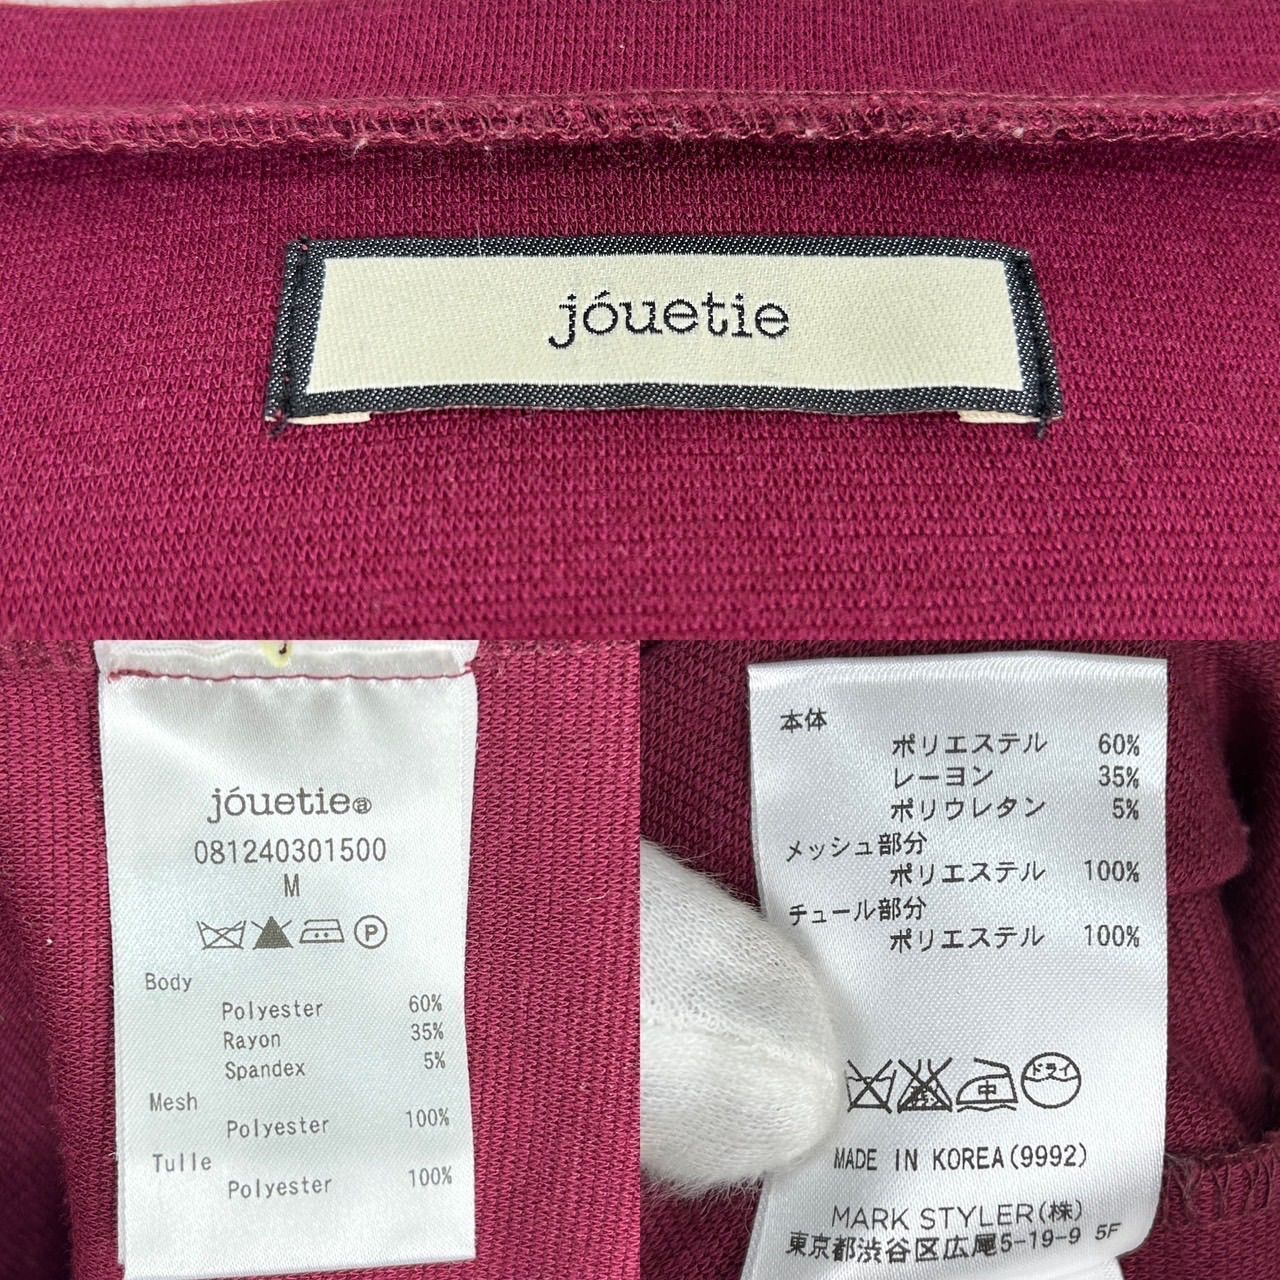 jóuetie
jóuetieⓐ
081240301500
M
P
Body
Polyester 60%
Rayon 35%
Spandex 5%
Mesh
Polyester 100%
Tulle
Polyester 100%
本体
ポリエステル 60%
レーヨン 35%
ポリウレタン 5%
メッシュ部分
ポリエステル 100%
チュール部分
ポリエステル 100%
中 ドライ
MADE IN KOREA(9992)
MARK STYLER(株)
東京都渋谷区広尾5-19-9 5F